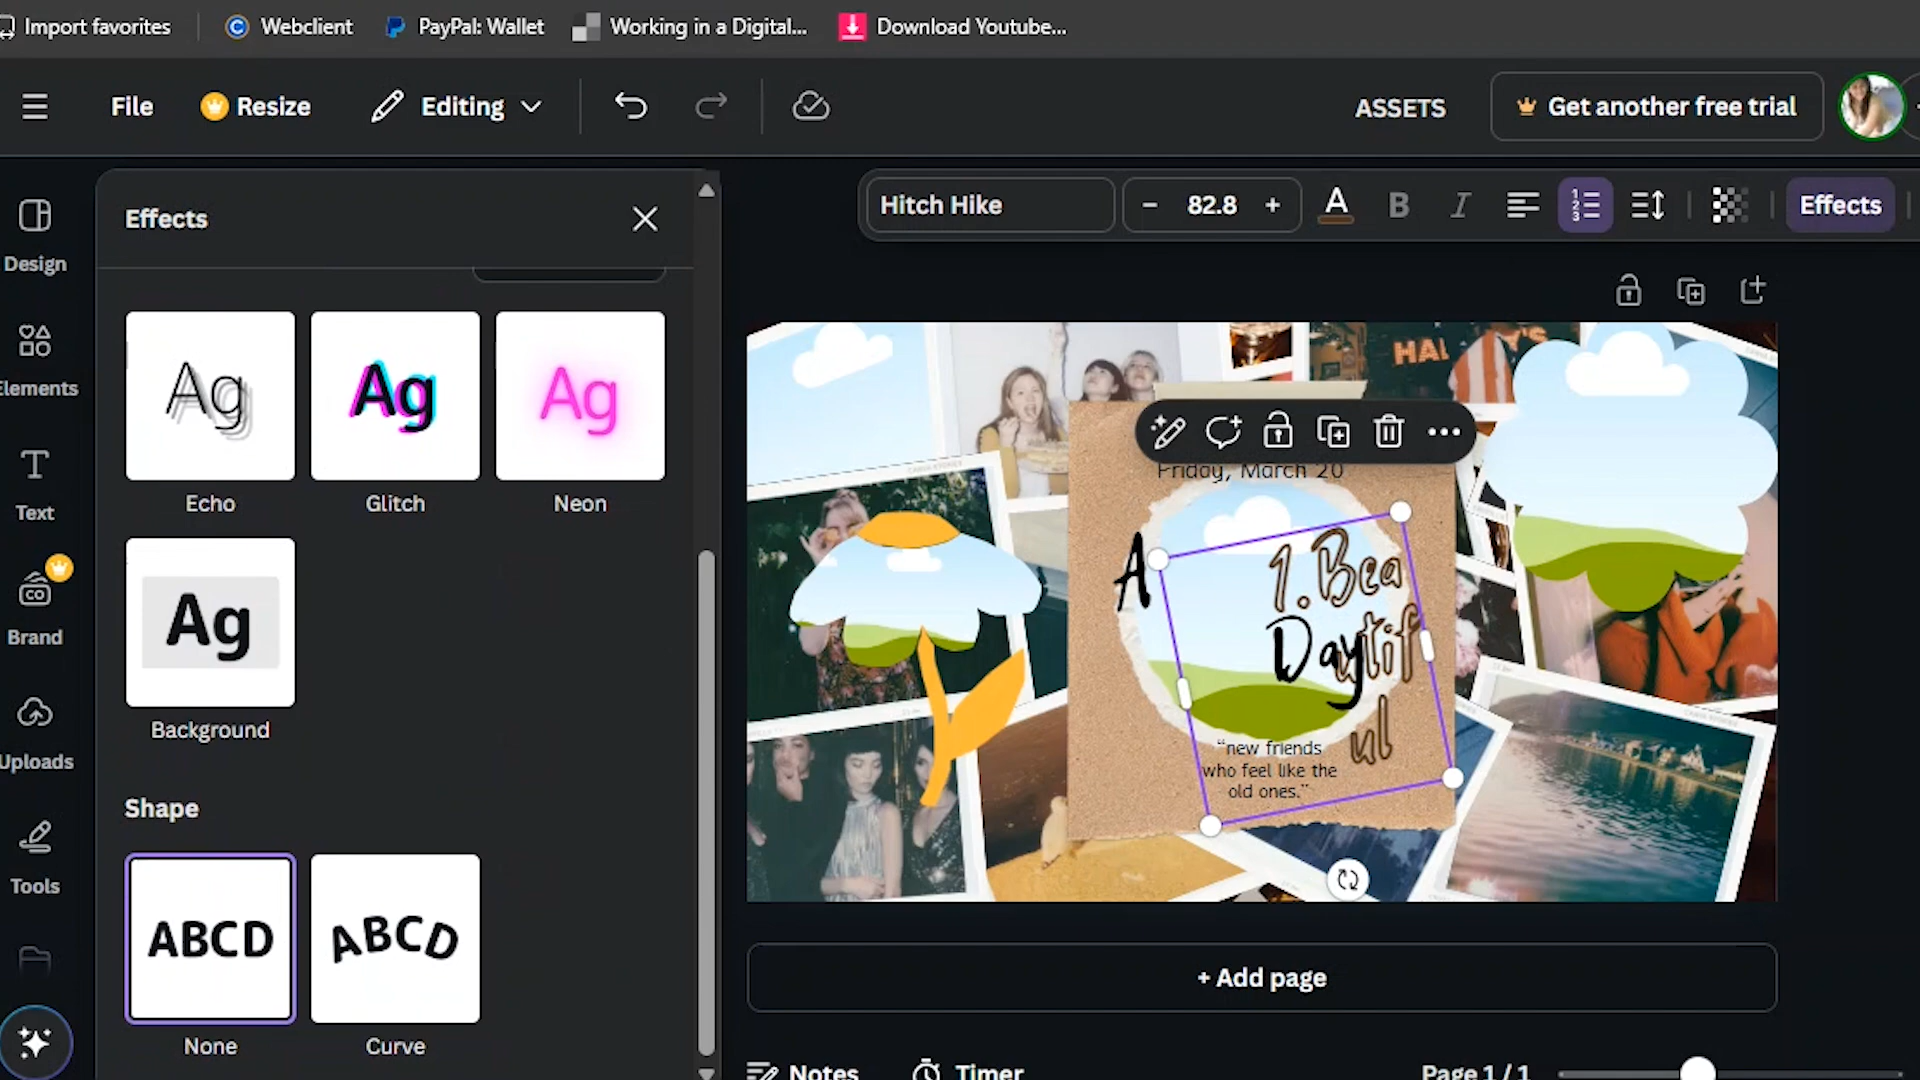 Import favorites
Webclient
PayPal: Wallet
Working in a Digital...
Download Youtube...
File
Resize
Editing
ASSETS
Get another free trial
Design
Elements
Text
Brand
Uploads
Tools
Effects
Ag
Echo
Ag
Glitch
Ag
Neon
Ag
Background
Shape
ABCD
None
ABCD
Curve
Hitch Hike
82.8
A
B
I
Effects
HAL
Friday, March 20
A
1. Bea
Day
utif
ul
“new friends
who feel like the
old ones.”
+ Add page
Notes
Timer
Page 1 / 1